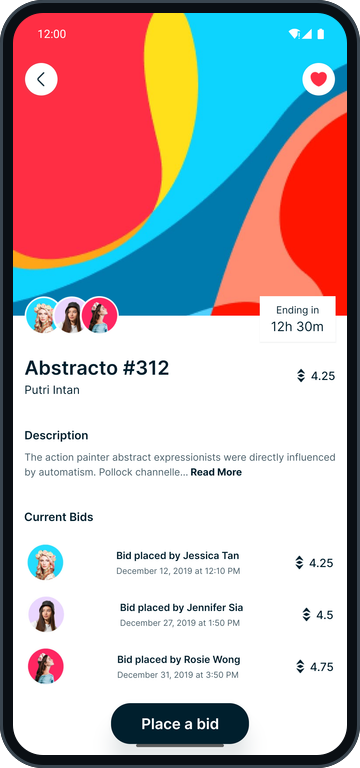 12:00
Ending in
12h 30m
Abstracto #312
Putri Intan
4.25
Description
The action painter abstract expressionists were directly influenced
by automatism. Pollock channelle... Read More
Current Bids
Bid placed by Jessica Tan
December 12, 2019 at 12:10 PM
4.25
Bid placed by Jennifer Sia
December 27, 2019 at 1:50 PM
4.5
Bid placed by Rosie Wong
December 31, 2019 at 3:50 PM
4.75
Place a bid